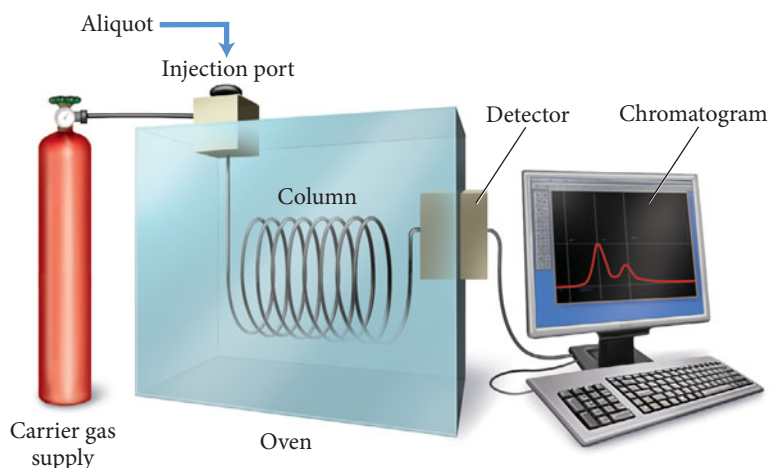 Aliquot
Injection port
Detector
Chromatogram
Column
Carrier gas
supply
Oven